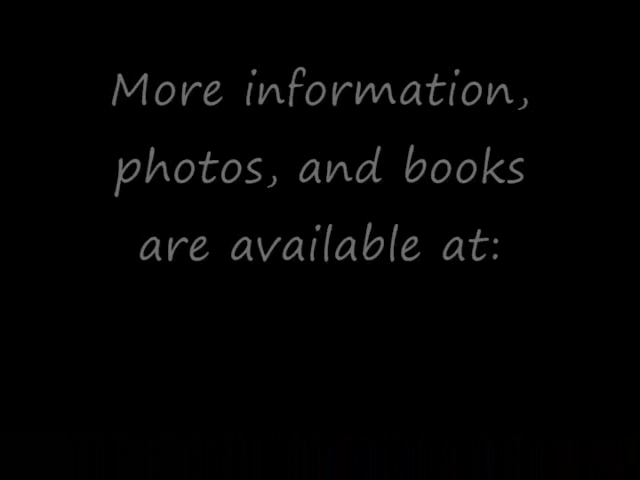 More information,
photos, and books
are available at: